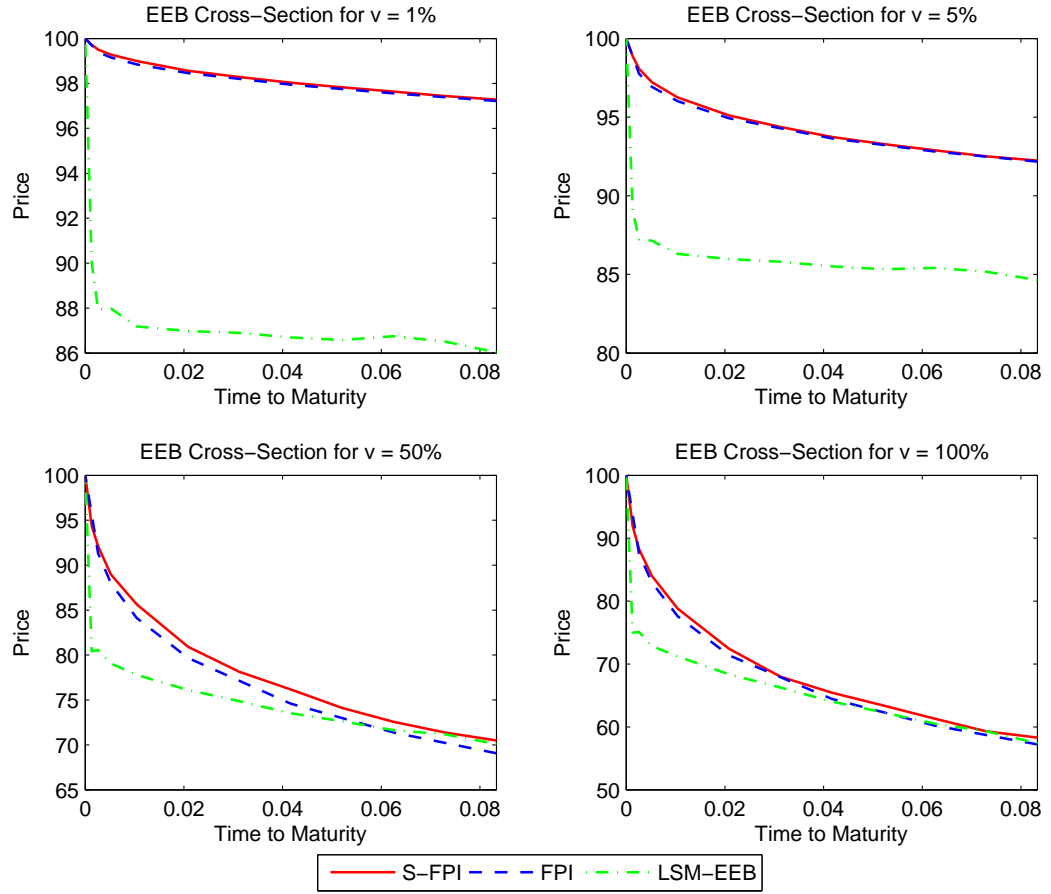 EEB Cross-Section for v = 1%
100
98
96
94
92
90
88
86
Price
0 0.02 0.04 0.06 0.08
Time to Maturity
EEB Cross-Section for v = 5%
100
95
90
85
80
Price
0 0.02 0.04 0.06 0.08
Time to Maturity
EEB Cross-Section for v = 50%
100
95
90
85
80
75
70
65
Price
0 0.02 0.04 0.06 0.08
Time to Maturity
EEB Cross-Section for v = 100%
100
90
80
70
60
50
Price
0 0.02 0.04 0.06 0.08
Time to Maturity
S-FPI FPI LSM-EEB